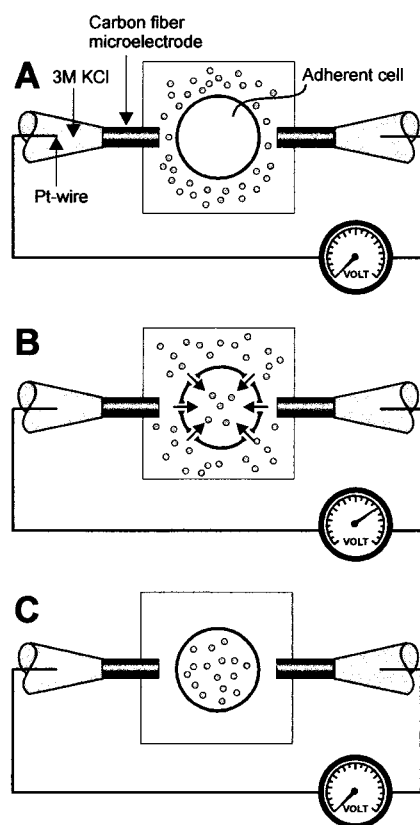 Carbon fiber
microelectrode
A
3M KCl
Adherent cell
Pt-wire
VOLT
B
VOLT
C
VOLT